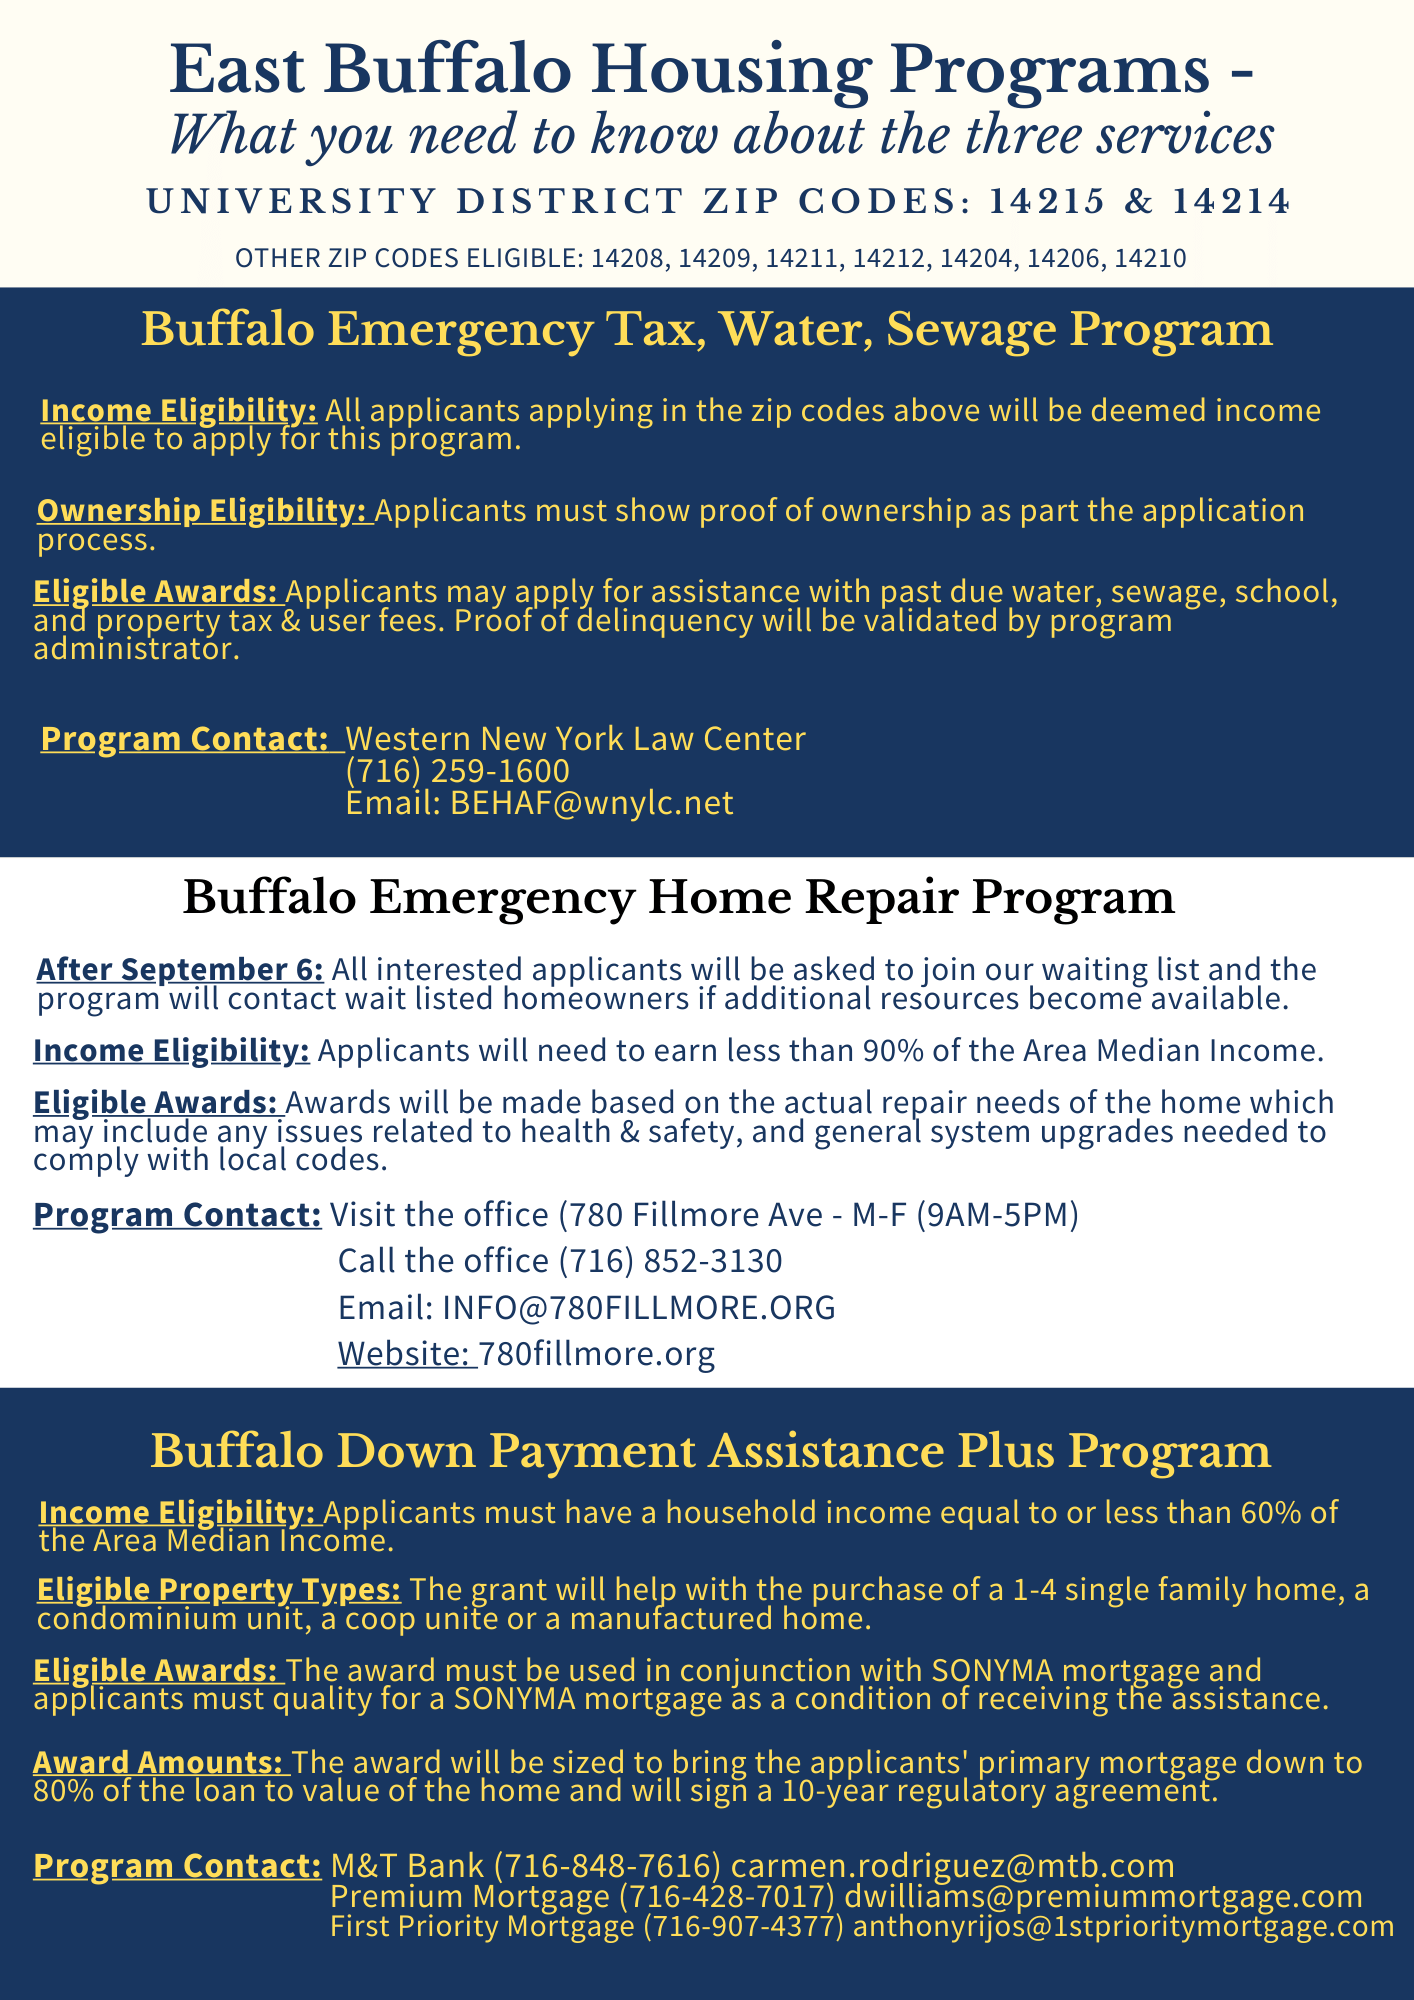 East Buffalo Housing Programs -
What you need to know about the three services
UNIVERSITY DISTRICT ZIP CODES: 14215 & 14214
OTHER ZIP CODES ELIGIBLE: 14208, 14209, 14211, 14212, 14204, 14206, 14210
Buffalo Emergency Tax, Water, Sewage Program
Income Eligibility: All applicants applying in the zip codes above will be deemed income
eligible to apply for this program.
Ownership Eligibility: Applicants must show proof of ownership as part the application
process.
Eligible Awards: Applicants may apply for assistance with past due water, sewage, school,
and property tax & user fees. Proof of delinquency will be validated by program
administrator.
Program Contact: Western New York Law Center
(716) 259-1600
Email: BEHAF@wnylc.net
Buffalo Emergency Home Repair Program
After September 6: All interested applicants will be asked to join our waiting list and the
program will contact wait listed homeowners if additional resources become available.
Income Eligibility: Applicants will need to earn less than 90% of the Area Median Income.
Eligible Awards: Awards will be made based on the actual repair needs of the home which
may include any issues related to health & safety, and general system upgrades needed to
comply with local codes.
Program Contact: Visit the office (780 Fillmore Ave - M-F (9AM-5PM)
Call the office (716) 852-3130
Email: INFO@780FILLMORE.ORG
Website: 780fillmore.org
Buffalo Down Payment Assistance Plus Program
Income Eligibility: Applicants must have a household income equal to or less than 60% of
the Area Median Income.
Eligible Property Types: The grant will help with the purchase of a 1-4 single family home, a
condominium unit, a coop unite or a manufactured home.
Eligible Awards: The award must be used in conjunction with SONYMA mortgage and
applicants must quality for a SONYMA mortgage as a condition of receiving the assistance.
Award Amounts: The award will be sized to bring the applicants' primary mortgage down to
80% of the loan to value of the home and will sign a 10-year regulatory agreement.
Program Contact: M&T Bank (716-848-7616) carmen.rodriguez@mtb.com
Premium Mortgage (716-428-7017) dwilliams@premiummortgage.com
First Priority Mortgage (716-907-4377) anthonyrijos@1stprioritymortgage.com